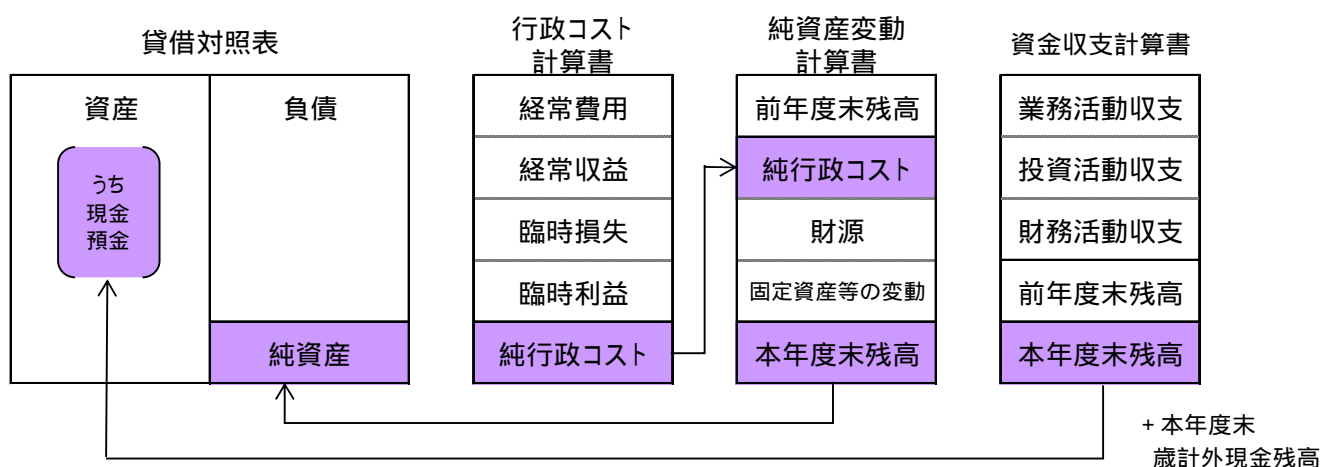 貸借対照表
資産
負債
うち
現金
預金
純資産
行政コスト
計算書
経常費用
経常収益
臨時損失
臨時利益
純行政コスト
純資産変動
計算書
前年度末残高
純行政コスト
財源
固定資産等の変動
本年度末残高
資金収支計算書
業務活動収支
投資活動収支
財務活動収支
前年度末残高
本年度末残高
+ 本年度末
歳計外現金残高